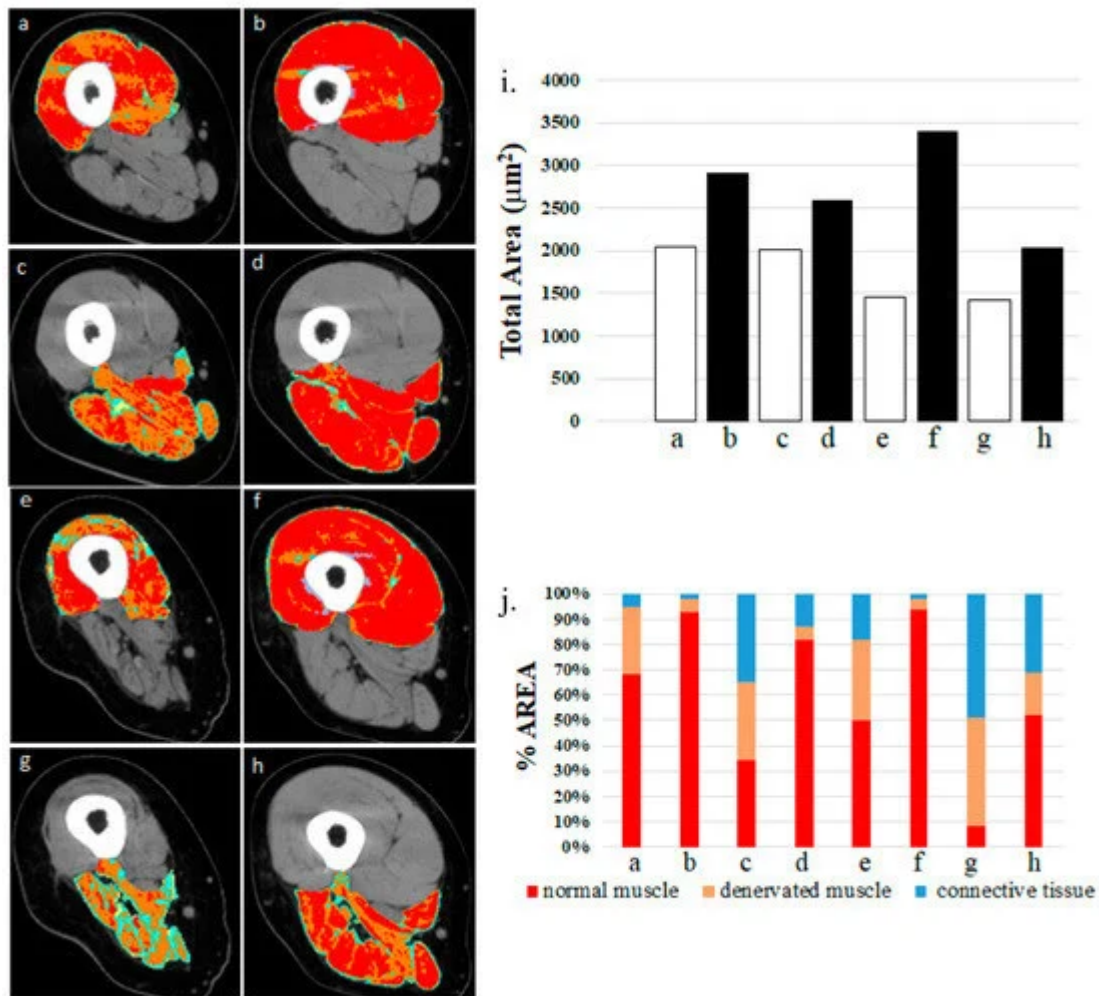 a
b
c
d
e
f
g
h
i.
Total Area (µm²)
4000
3500
3000
2500
2000
1500
1000
500
0
a b c d e f g h
j.
% AREA
100%
90%
80%
70%
60%
50%
40%
30%
20%
10%
0%
a b c d e f g h
normal muscle denervated muscle connective tissue